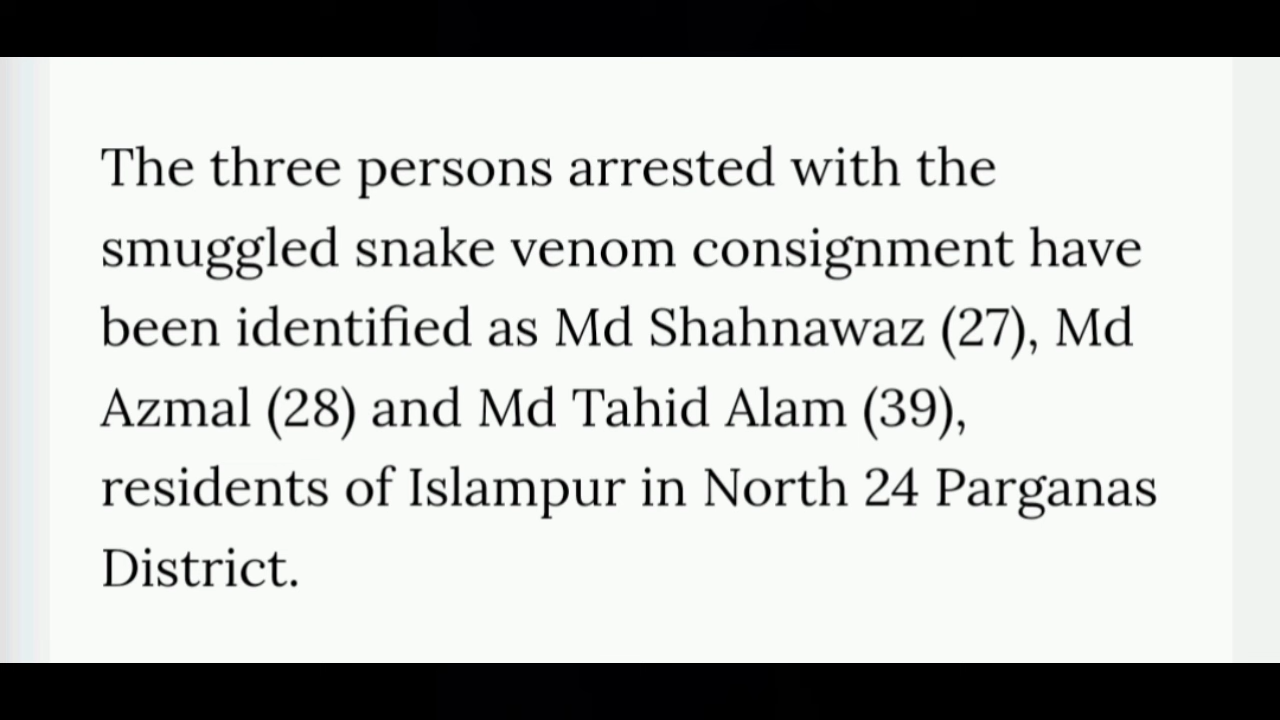 The three persons arrested with the
smuggled snake venom consignment have
been identified as Md Shahnawaz (27), Md
Azmal (28) and Md Tahid Alam (39),
residents of Islampur in North 24 Parganas
District.